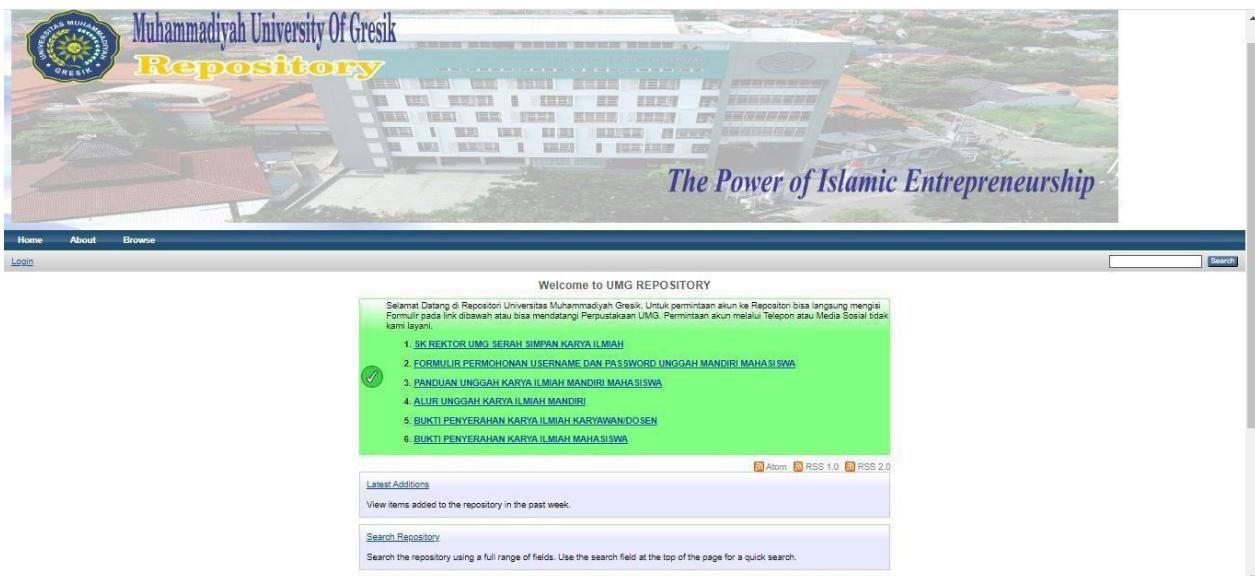 UNIVERSITAS MUHAMMADIYAH
GRESIK
Muhammadiyah University Of Gresik
Repository
The Power of Islamic Entrepreneurship
Home About Browse
Login Search
Welcome to UMG REPOSITORY
Selamat Datang di Repositori Universitas Muhammadiyah Gresik. Untuk permintaan akun ke Repositori bisa langsung mengisi
Formulir pada link dibawah atau bisa mendatangi Perpustakaan UMG. Permintaan akun melalui Telepon atau Media Sosial tidak
kami layani.
1. SK REKTOR UMG SERAH SIMPAN KARYA ILMIAH
2. FORMULIR PERMOHONAN USERNAME DAN PASSWORD UNGGAH MANDIRI MAHASISWA
3. PANDUAN UNGGAH KARYA ILMIAH MANDIRI MAHASISWA
4. ALUR UNGGAH KARYA ILMIAH MANDIRI
5. BUKTI PENYERAHAN KARYA ILMIAH KARYAWAN/DOSEN
6. BUKTI PENYERAHAN KARYA ILMIAH MAHASISWA
Atom RSS 1.0 RSS 2.0
Latest Additions
View items added to the repository in the past week.
Search Repository
Search the repository using a full range of fields. Use the search field at the top of the page for a quick search.